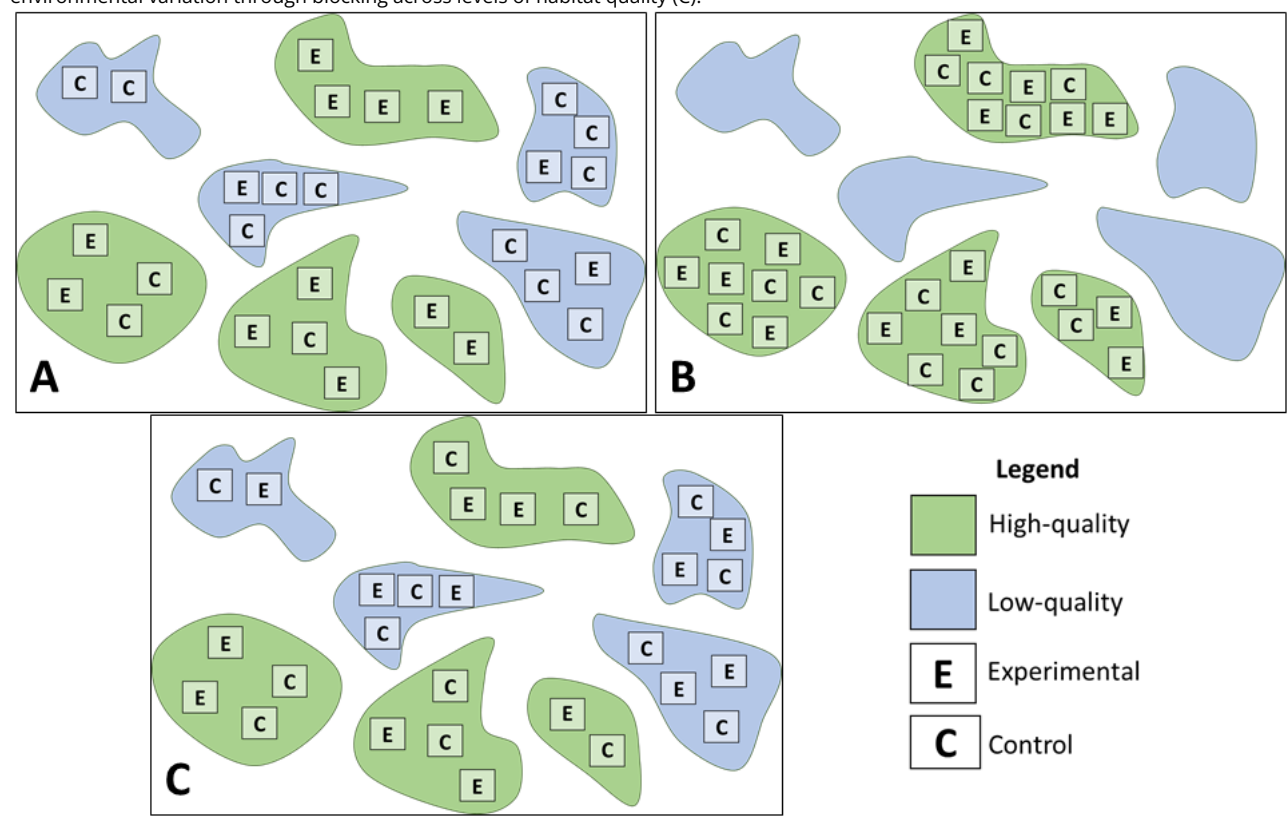 environmental variation through blocking across levels of habitat quality (C).
C C
E
E E E
C
C
E C
E C C
C
E
E C
C
E
E C
E
E
E
C
C E
C
A
E
C C E C
E C E E
C E
E E C C
C E
E
C
E E
C
C
C
C E
C
E
B
C E
C
E E C
C
E
E C
E C E
C
E
E C
C
C
E C
E
E
C
C
E E
C
C
Legend
High-quality
Low-quality
E Experimental
C Control